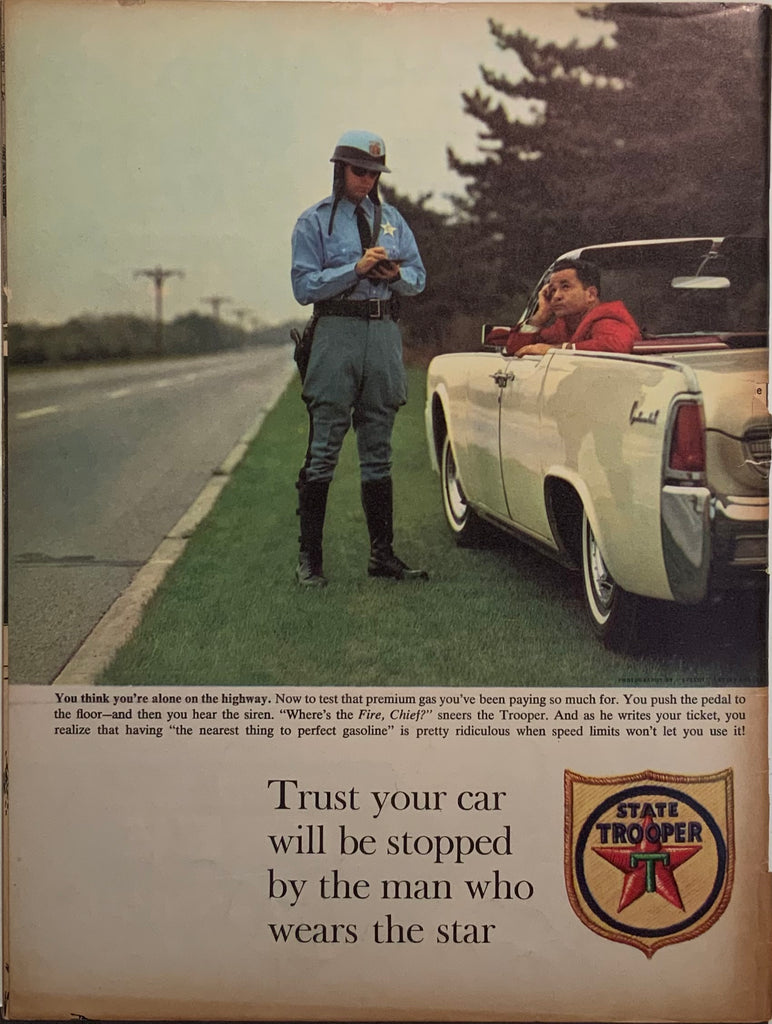 Continental
e
You think you're alone on the highway. Now to test that premium gas you've been paying so much for. You push the pedal to
the floor—and then you hear the siren. "Where's the Fire, Chief?" sneers the Trooper. And as he writes your ticket, you
realize that having "the nearest thing to perfect gasoline" is pretty ridiculous when speed limits won't let you use it!
Trust your car
will be stopped
by the man who
wears the star
STATE
TROOPER
T